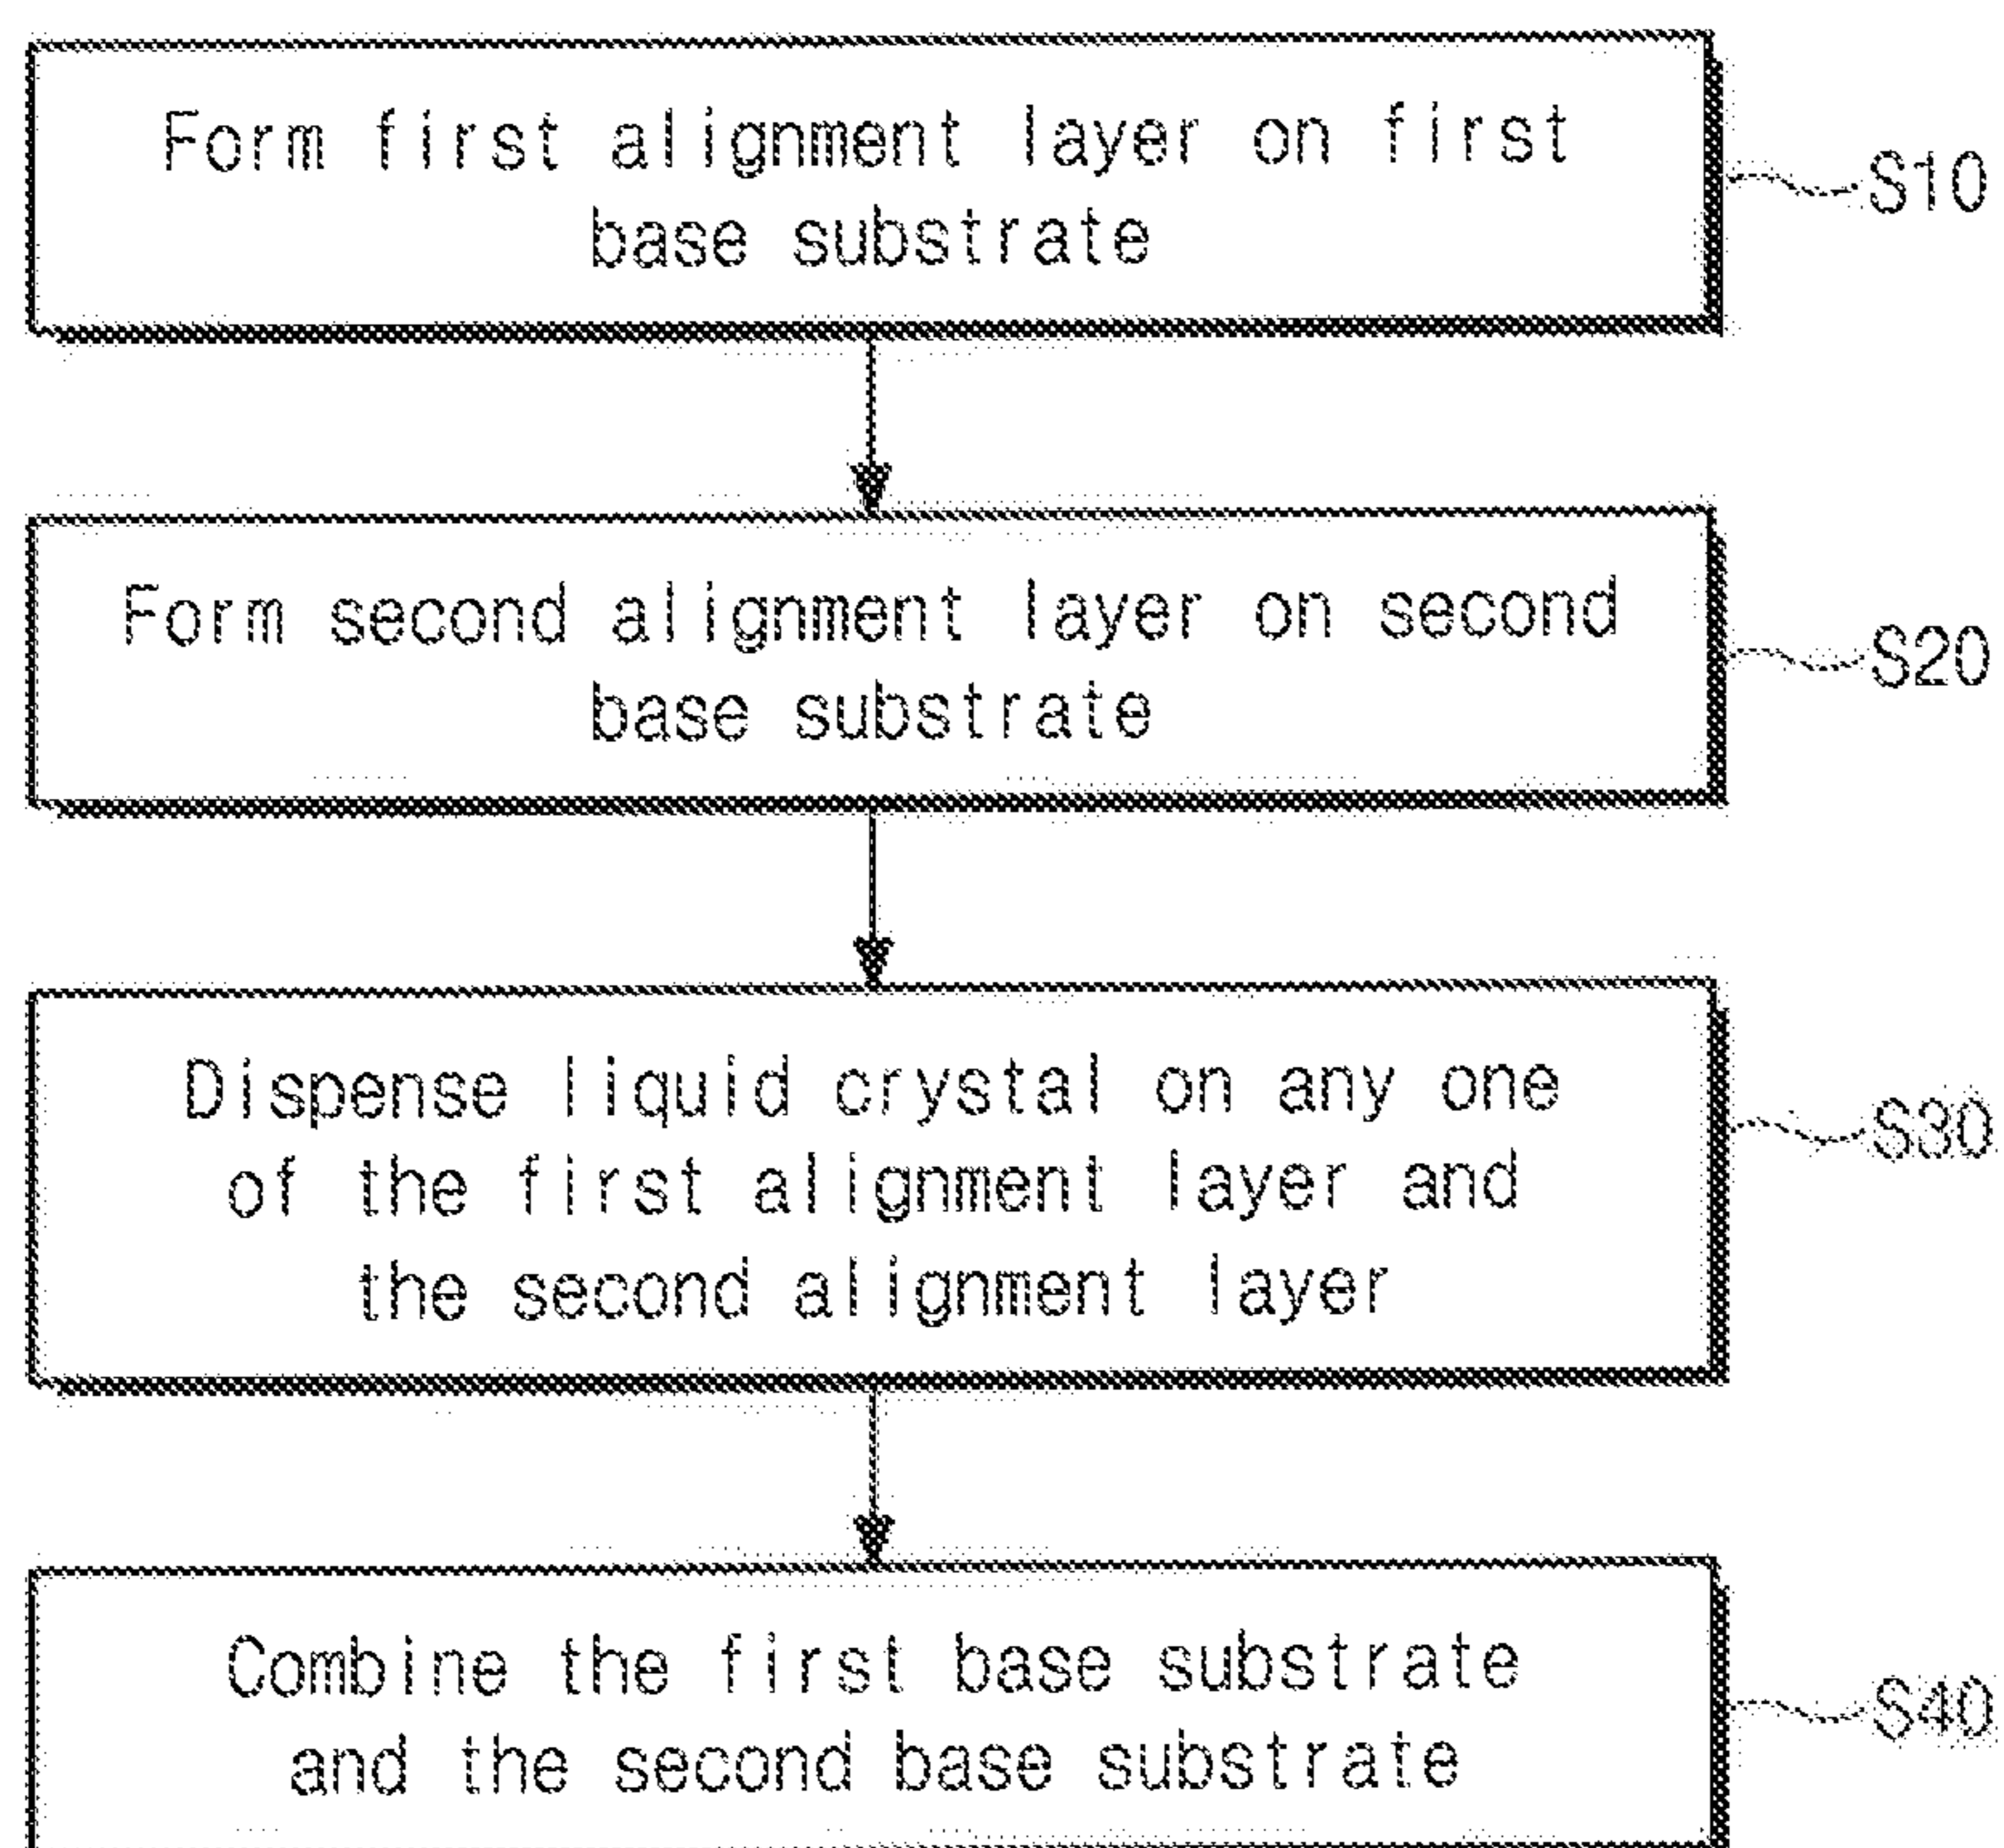 Form first alignment layer on first
base substrate
S10
Form second alignment layer on second
base substrate
S20
Dispense liquid crystal on any one
of the first alignment layer and
the second alignment layer
S30
Combine the first base substrate
and the second base substrate
S40